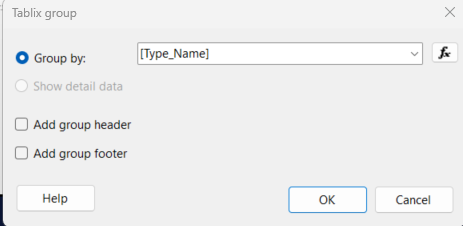 Tablix group
Group by:
[Type_Name]
fx
Show detail data
Add group header
Add group footer
Help
OK
Cancel